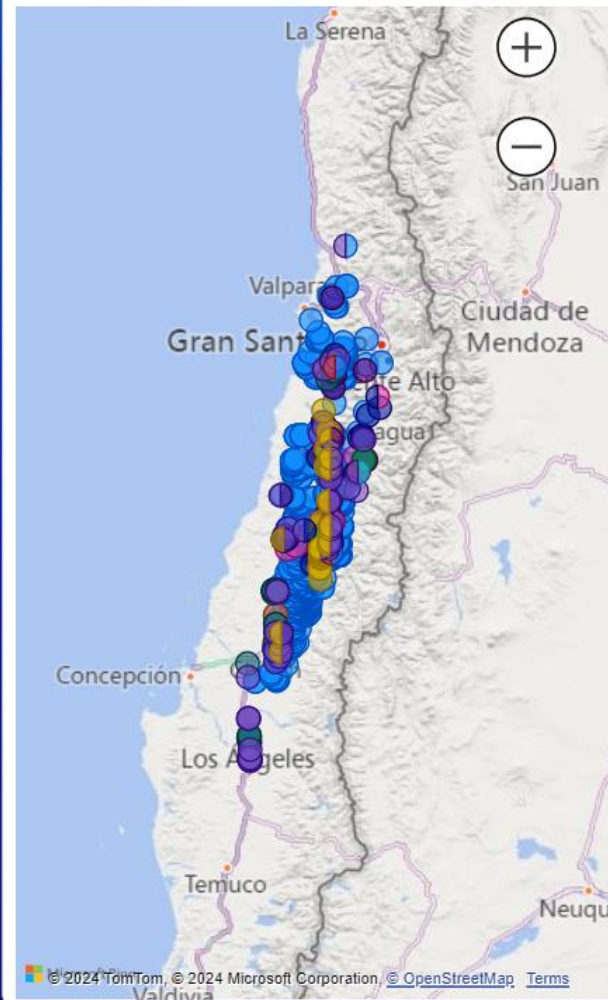 La Serena
+
−
San Juan
Valpara
Ciudad de
Mendoza
Gran Sant
nte Alto
agua
Concepción
Los Ángeles
Temuco
Neuqu
© 2024 TomTom, © 2024 Microsoft Corporation, © OpenStreetMap Terms
Valdivia